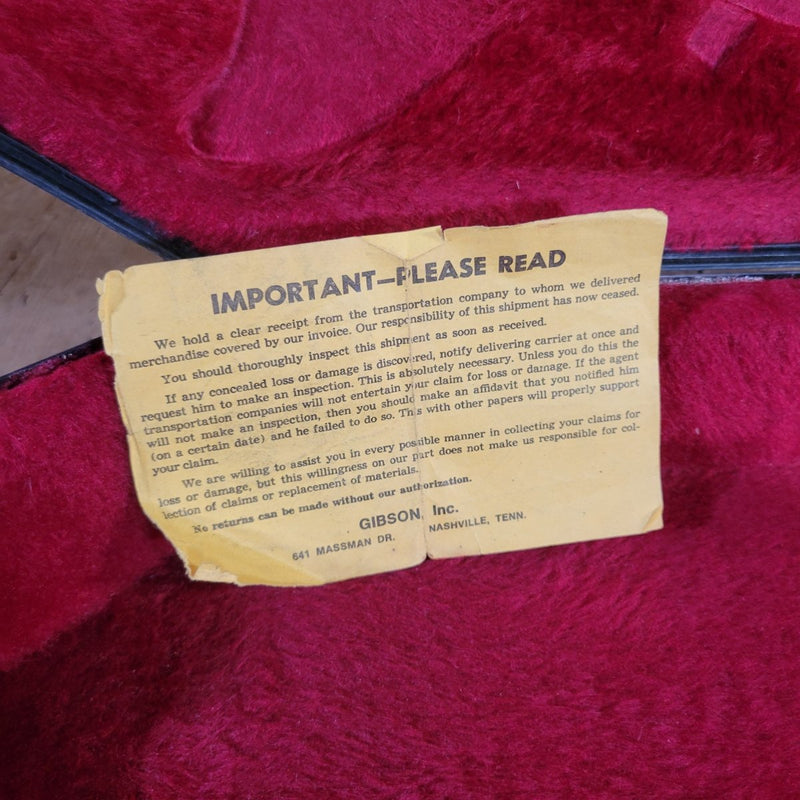 IMPORTANT—PLEASE READ
We hold a clear receipt from the transportation company to whom we delivered
merchandise covered by our invoice. Our responsibility of this shipment has now ceased.
You should thoroughly inspect this shipment as soon as received.
If any concealed loss or damage is discovered, notify delivering carrier at once and
request him to make an inspection. This is absolutely necessary. Unless you do this the
transportation companies will not entertain your claim for loss or damage. If the agent
will not make an inspection, then you should make an affidavit that you notified him
(on a certain date) and he failed to do so. This with other papers will properly support
your claim.
We are willing to assist you in every possible manner in collecting your claims for
loss or damage, but this willingness on our part does not make us responsible for col-
lection of claims or replacement of materials.
No returns can be made without our authorization.
GIBSON, Inc.
641 MASSMAN DR. NASHVILLE, TENN.